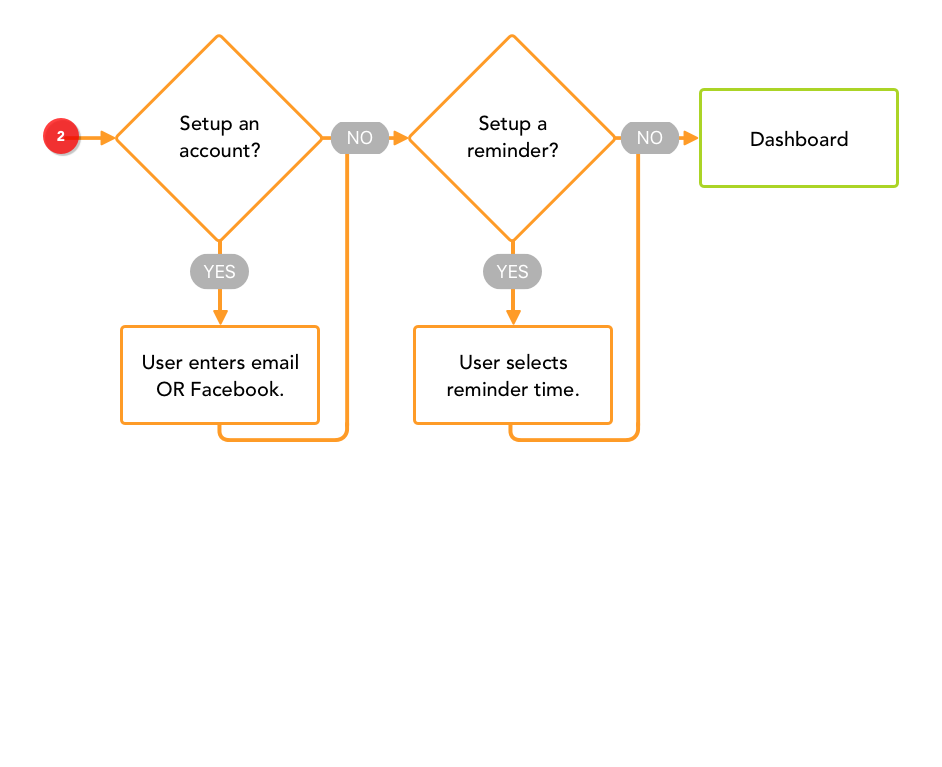 2
Setup an
account?
NO
Setup a
reminder?
NO
Dashboard
YES
YES
User enters email
OR Facebook.
User selects
reminder time.